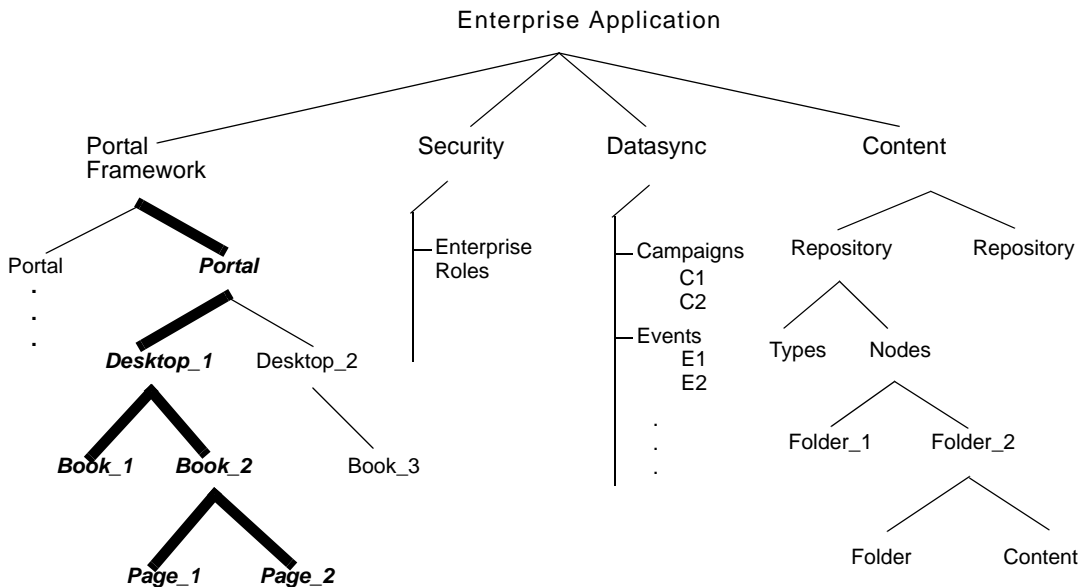 Enterprise Application
Portal
Framework
Security
Datasync
Content
Portal
.
.
.
Portal
Enterprise
Roles
Campaigns
C1
C2
Events
E1
E2
.
.
.
Repository
Repository
Desktop_1
Desktop_2
Types
Nodes
Book_1
Book_2
Book_3
Folder_1
Folder_2
Page_1
Page_2
Folder
Content